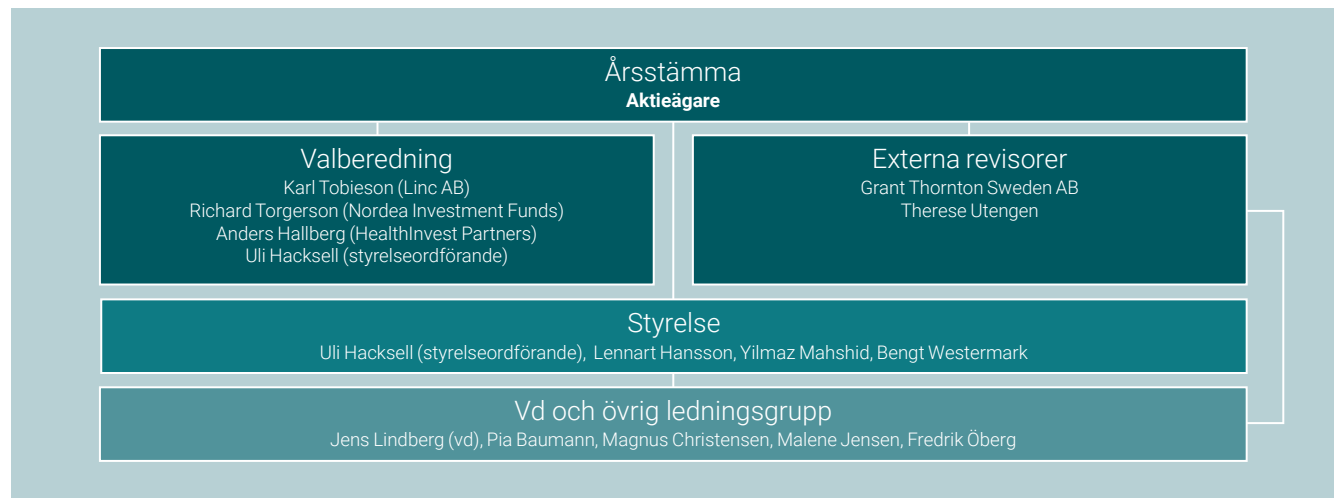 Årsstämma
Aktieägare
Valberedning
Karl Tobieson (Linc AB)
Richard Torgerson (Nordea Investment Funds)
Anders Hallberg (HealthInvest Partners)
Uli Hacksell (styrelseordförande)
Externa revisorer
Grant Thornton Sweden AB
Therese Utengen
Styrelse
Uli Hacksell (styrelseordförande), Lennart Hansson, Yilmaz Mahshid, Bengt Westermark
Vd och övrig ledningsgrupp
Jens Lindberg (vd), Pia Baumann, Magnus Christensen, Malene Jensen, Fredrik Öberg